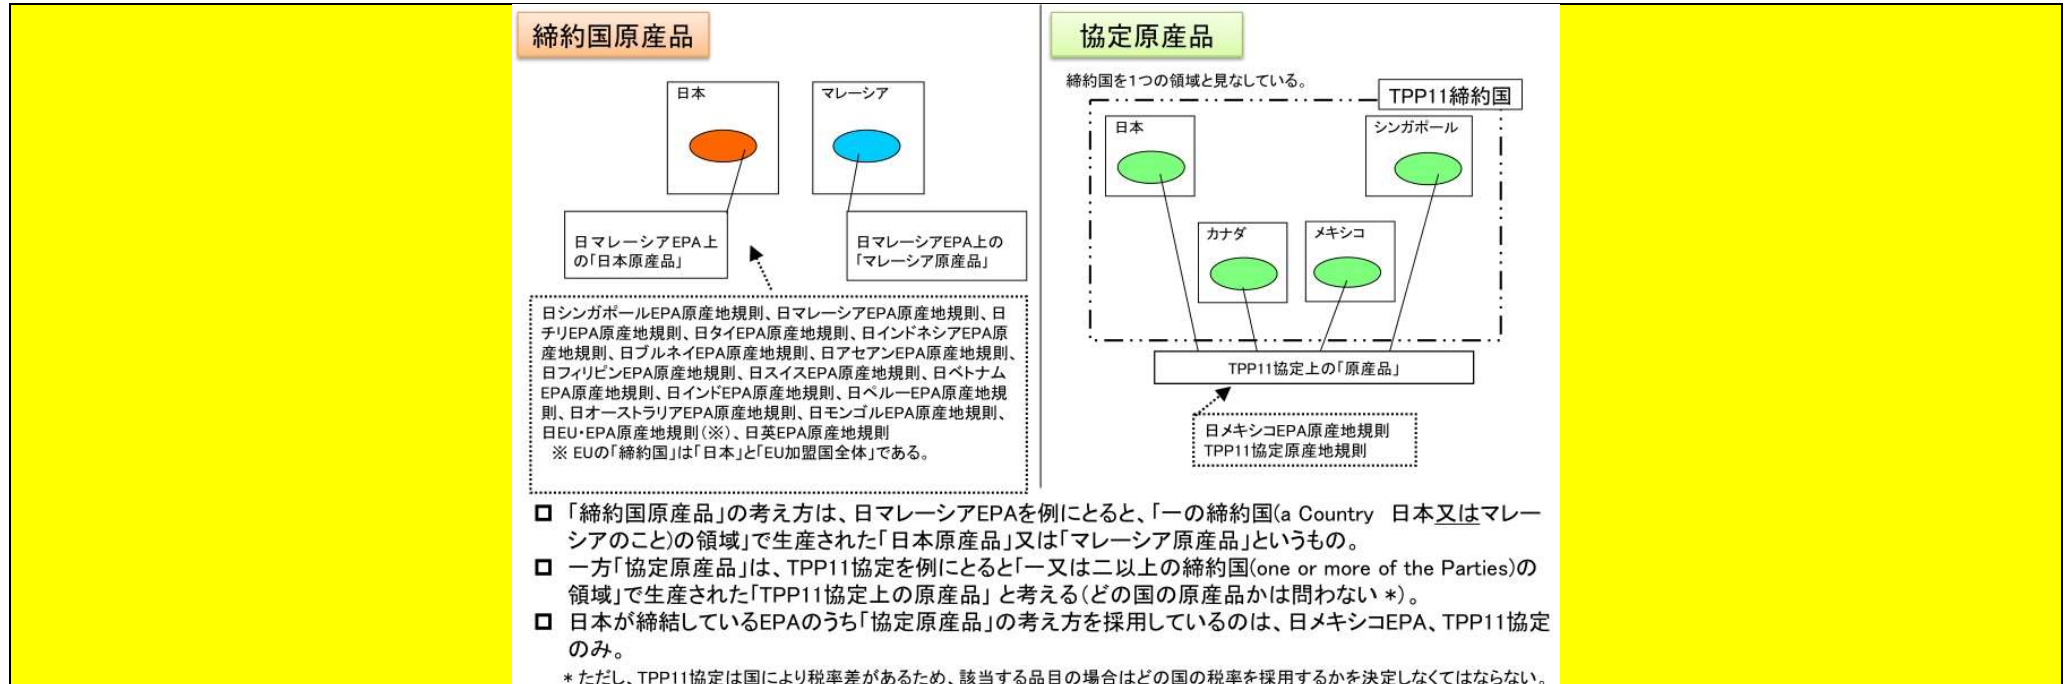 締約国原産品
日本
マレーシア
日マレーシアEPA上
の｢日本原産品｣
日マレーシアEPA上の
｢マレーシア原産品｣
日シンガポールEPA原産地規則、日マレーシアEPA原産地規則、日
チリEPA原産地規則、日タイEPA原産地規則、日インドネシアEPA原
産地規則、日ブルネイEPA原産地規則、日アセアンEPA原産地規則、
日フィリピンEPA原産地規則、日スイスEPA原産地規則、日ベトナム
EPA原産地規則、日インドEPA原産地規則、日ペルーEPA原産地規
則、日オーストラリアEPA原産地規則、日モンゴルEPA原産地規則、
日EU・EPA原産地規則(※)、日英EPA原産地規則
※ EUの｢締約国｣は｢日本｣と｢EU加盟国全体｣である。
協定原産品
締約国を1つの領域と見なしている。
TPP11締約国
日本
シンガポール
カナダ
メキシコ
TPP11協定上の｢原産品｣
日メキシコEPA原産地規則
TPP11協定原産地規則
｢締約国原産品｣の考え方は、日マレーシアEPAを例にとると、｢一の締約国(a Country 日本又はマレー
シアのこと)の領域｣で生産された｢日本原産品｣又は｢マレーシア原産品｣というもの。
一方｢協定原産品｣は、TPP11協定を例にとると｢一又は二以上の締約国(one or more of the Parties)の
領域｣で生産された｢TPP11協定上の原産品｣ と考える(どの国の原産品かは問わない *)。
日本が締結しているEPAのうち｢協定原産品｣の考え方を採用しているのは、日メキシコEPA、TPP11協定
のみ。
* ただし、TPP11協定は国により税率差があるため、該当する品目の場合はどの国の税率を採用するかを決定しなくてはならない。